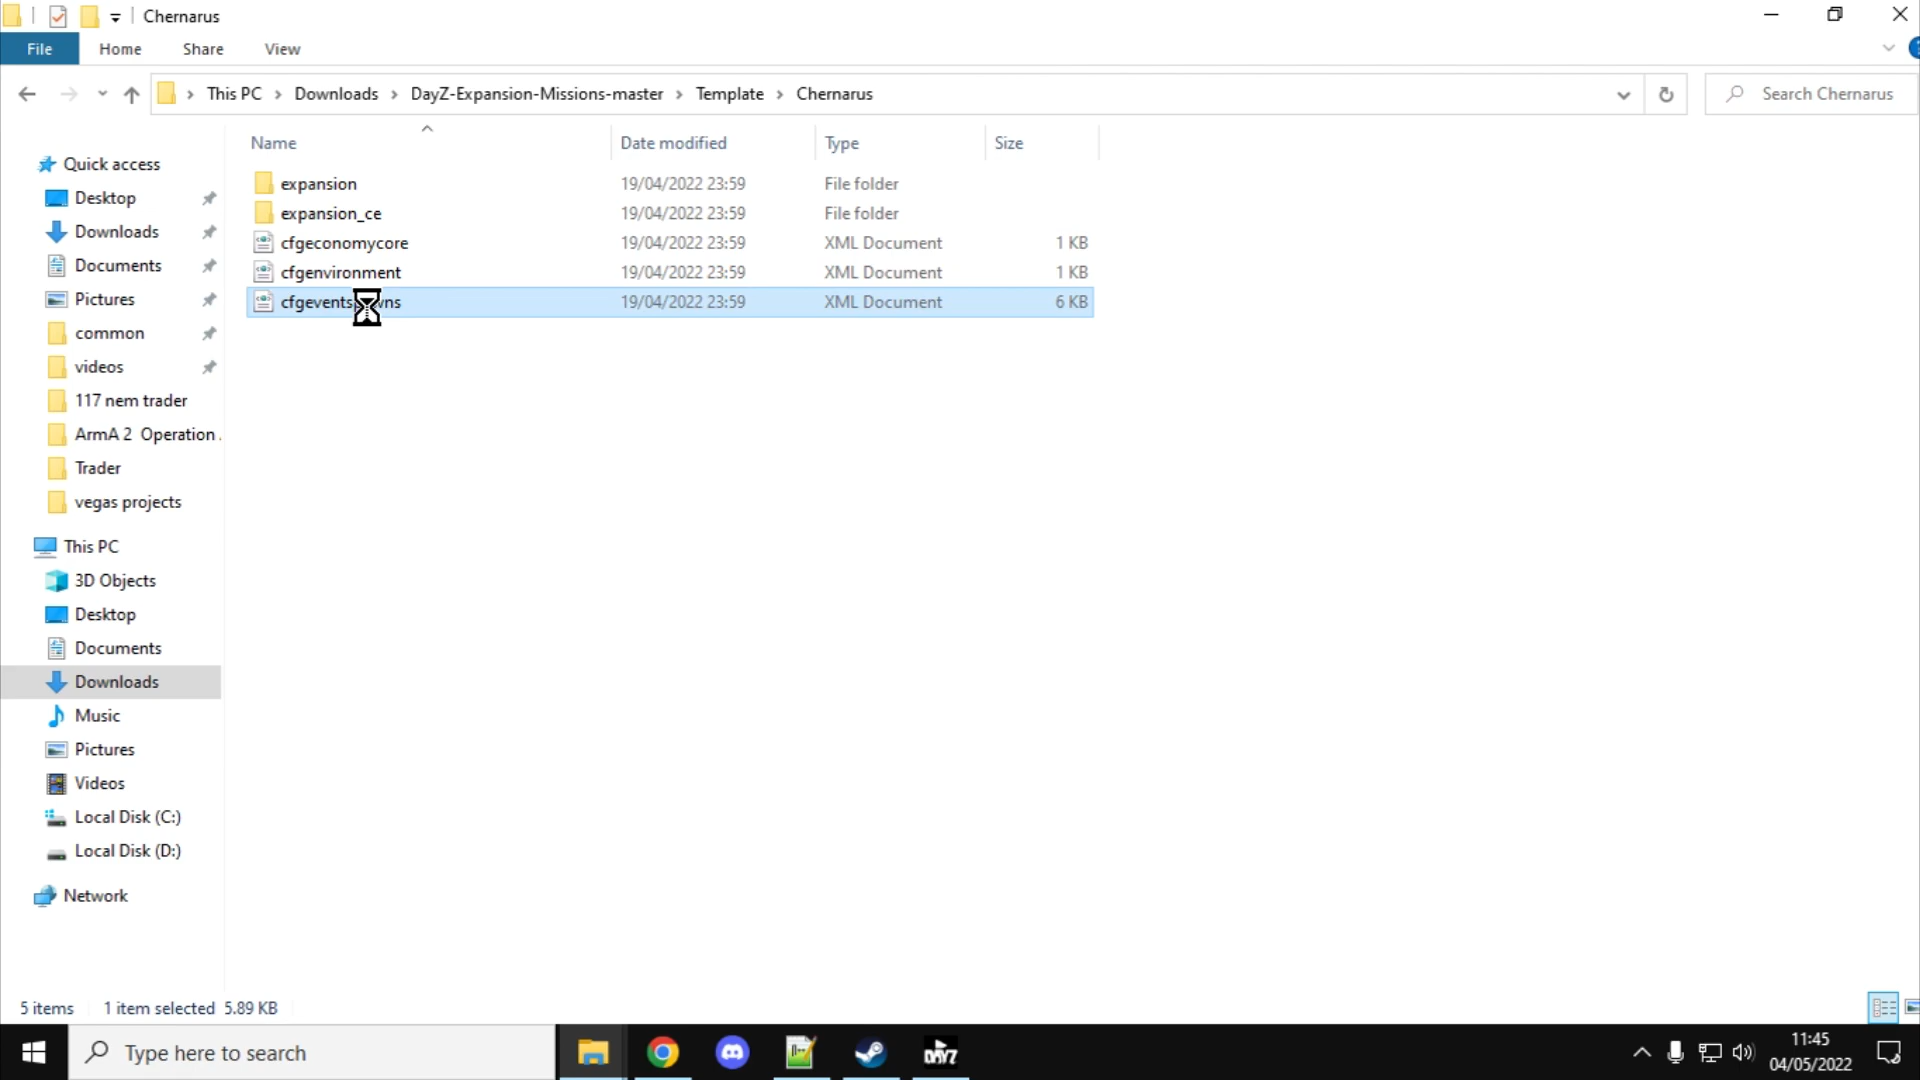 Chernarus
File Home Share View
This PC Downloads DayZ-Expansion-Missions-master Template Chernarus Search Chernarus
Name Date modified Type Size
expansion 19/04/2022 23:59 File folder
expansion_ce 19/04/2022 23:59 File folder
cfgeconomycore 19/04/2022 23:59 XML Document 1 KB
cfgenvironment 19/04/2022 23:59 XML Document 1 KB
19/04/2022 23:59 XML Document 6 KB
Quick access
Desktop
Downloads
Documents
Pictures
common
videos
117 nem trader
ArmA 2 Operation
Trader
vegas projects
This PC
3D Objects
Desktop
Documents
Downloads
Music
Pictures
Videos
Local Disk (C:)
Local Disk (D:)
Network
5 items 1 item selected 5.89 KB
Type here to search
DAYZ
11:45
04/05/2022